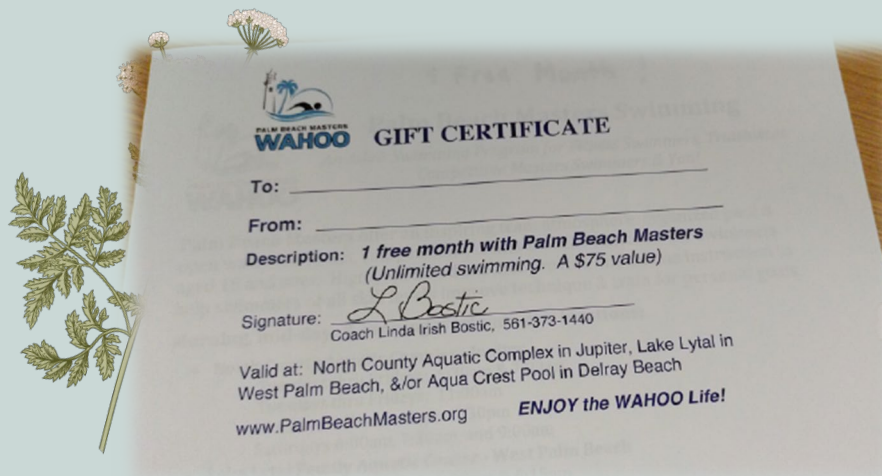 1 Free Month !
PALM BEACH MASTERS
WAHOO
GIFT CERTIFICATE
To:
From:
Description: 1 free month with Palm Beach Masters
(Unlimited swimming. A $75 value)
Signature: L Bostic
Coach Linda Irish Bostic, 561-373-1440
Valid at: North County Aquatic Complex in Jupiter, Lake Lytal in
West Palm Beach, &/or Aqua Crest Pool in Delray Beach
www.PalmBeachMasters.org ENJOY the WAHOO Life!